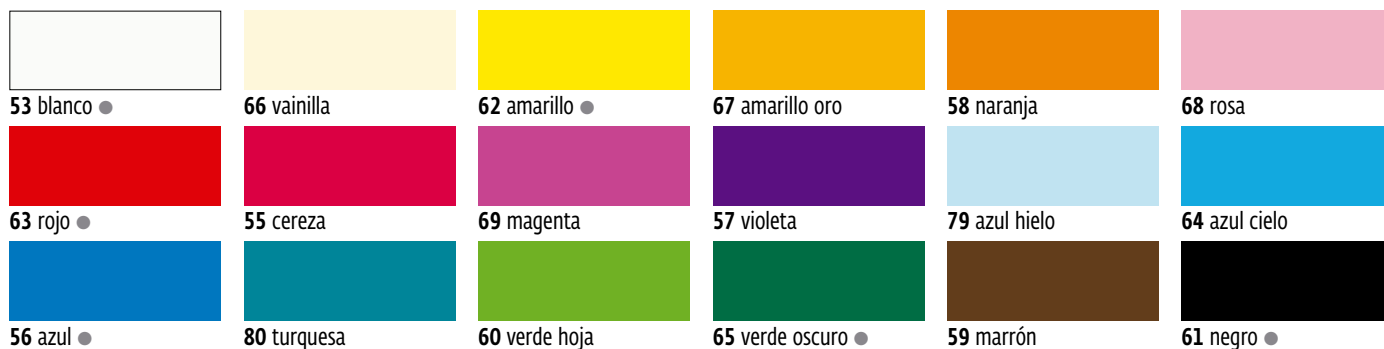 53 blanco ●
66 vainilla
62 amarillo ●
67 amarillo oro
58 naranja
68 rosa
63 rojo ●
55 cereza
69 magenta
57 violeta
79 azul hielo
64 azul cielo
56 azul ●
80 turquesa
60 verde hoja
65 verde oscuro ●
59 marrón
61 negro ●